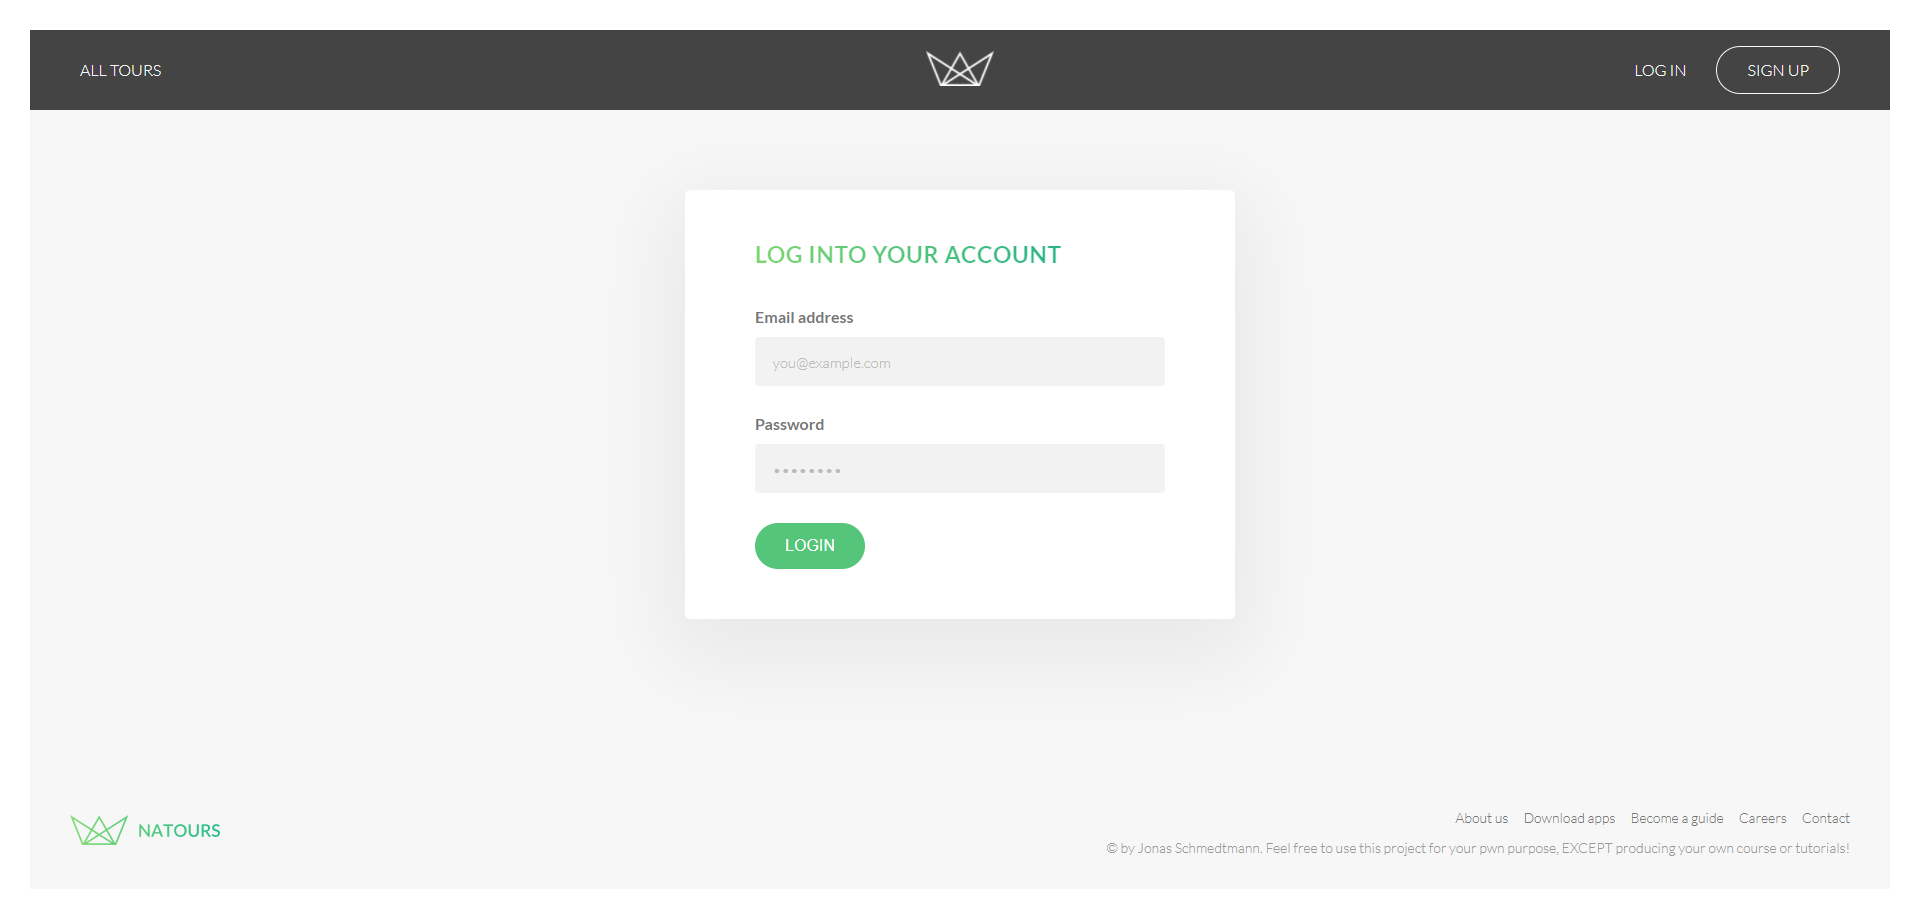 ALL TOURS
LOG IN
SIGN UP
LOG INTO YOUR ACCOUNT
Email address
you@example.com
Password
••••••••
LOGIN
NATOURS
About us Download apps Become a guide Careers Contact
© by Jonas Schmedtmann. Feel free to use this project for your pwn purpose, EXCEPT producing your own course or tutorials!